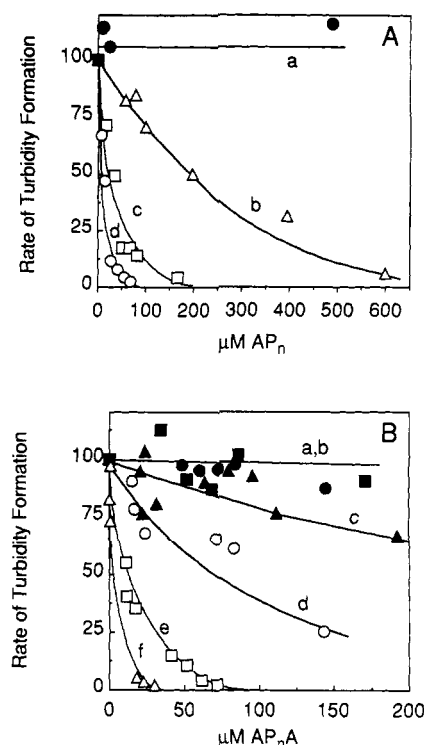 A
100
75
50
25
0
Rate of Turbidity Formation
a
b
c
d
0 100 200 300 400 500 600
μM APn
B
100
75
50
25
0
Rate of Turbidity Formation
a,b
c
d
e
f
0 50 100 150 200
μM APnA